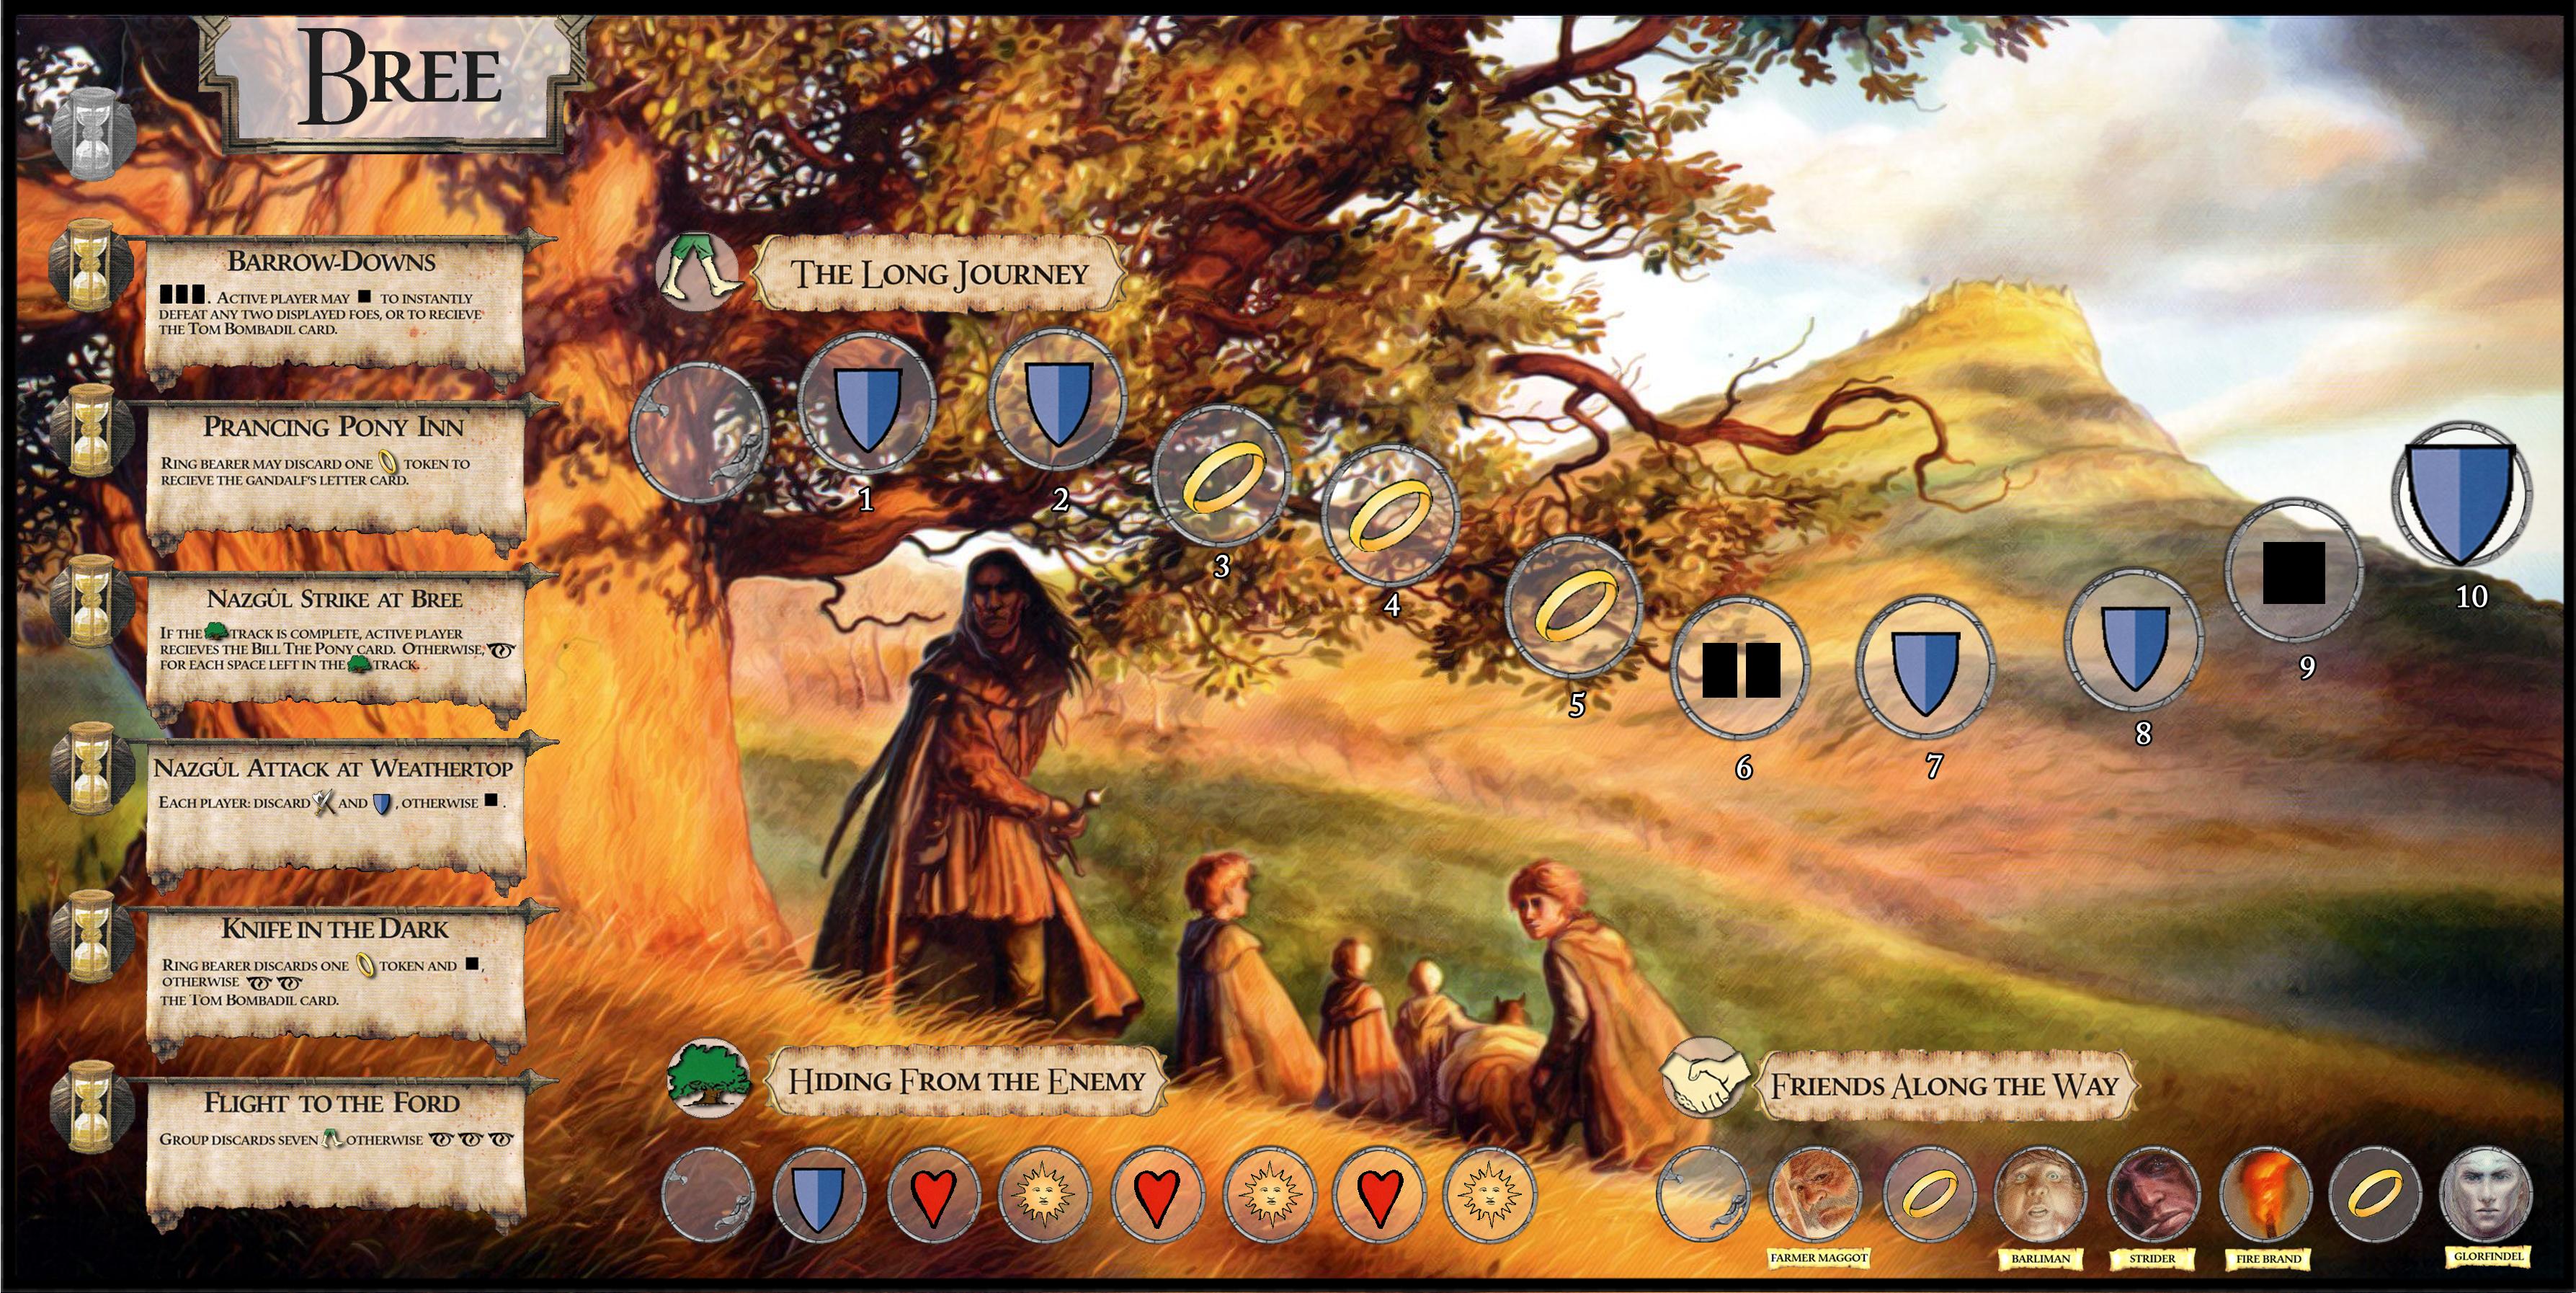 BREE
BARROW-DOWNS
. ACTIVE PLAYER MAY TO INSTANTLY
DEFEAT ANY TWO DISPLAYED FOES, OR TO RECIEVE
THE TOM BOMBADIL CARD.
PRANCING PONY INN
RING BEARER MAY DISCARD ONE TOKEN TO
RECIEVE THE GANDALF'S LETTER CARD.
NAZGÛL STRIKE AT BREE
IF THE TRACK IS COMPLETE, ACTIVE PLAYER
RECIEVES THE BILL THE PONY CARD. OTHERWISE,
FOR EACH SPACE LEFT IN THE TRACK.
NAZGÛL ATTACK AT WEATHERTOP
EACH PLAYER: DISCARD AND , OTHERWISE .
KNIFE IN THE DARK
RING BEARER DISCARDS ONE TOKEN AND ,
OTHERWISE
THE TOM BOMBADIL CARD.
FLIGHT TO THE FORD
GROUP DISCARDS SEVEN OTHERWISE
THE LONG JOURNEY
1
2
3
4
5
6
7
8
9
10
HIDING FROM THE ENEMY
FRIENDS ALONG THE WAY
FARMER MAGGOT
BARLIMAN
STRIDER
FIRE BRAND
GLORFINDEL